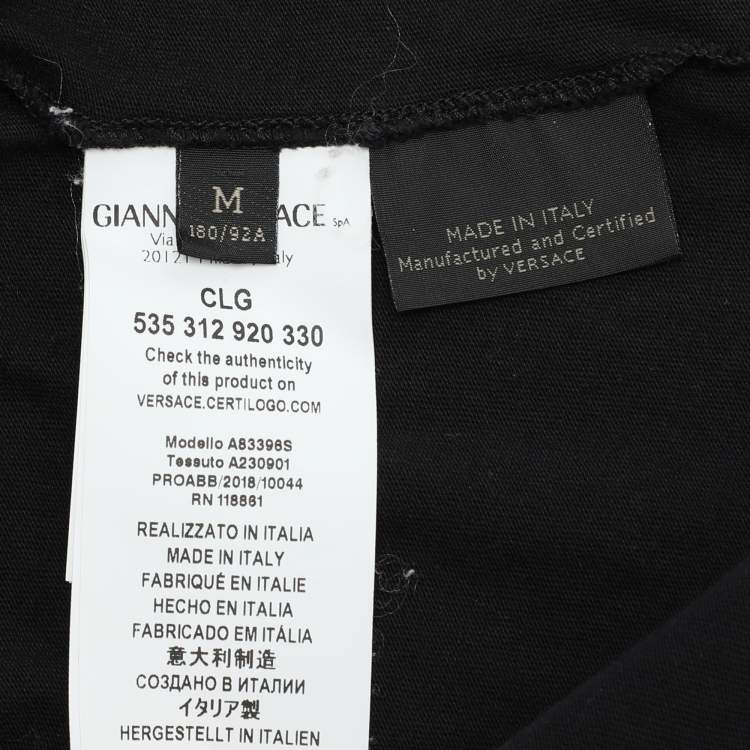 M
180/92A
GIANN ACE SpA
Via
20121 Italy
CLG
535 312 920 330
Check the authenticity
of this product on
VERSACE.CERTILOGO.COM
Modello A83398S
Tessuto A230901
PROABB/2018/10044
RN 118861
REALIZZATO IN ITALIA
MADE IN ITALY
FABRIQUÉ EN ITALIE
HECHO EN ITALIA
FABRICADO EM ITÁLIA
意大利制造
СОЗДАНО В ИТАЛИИ
イタリア製
HERGESTELLT IN ITALIEN
MADE IN ITALY
Manufactured and Certified
by VERSACE